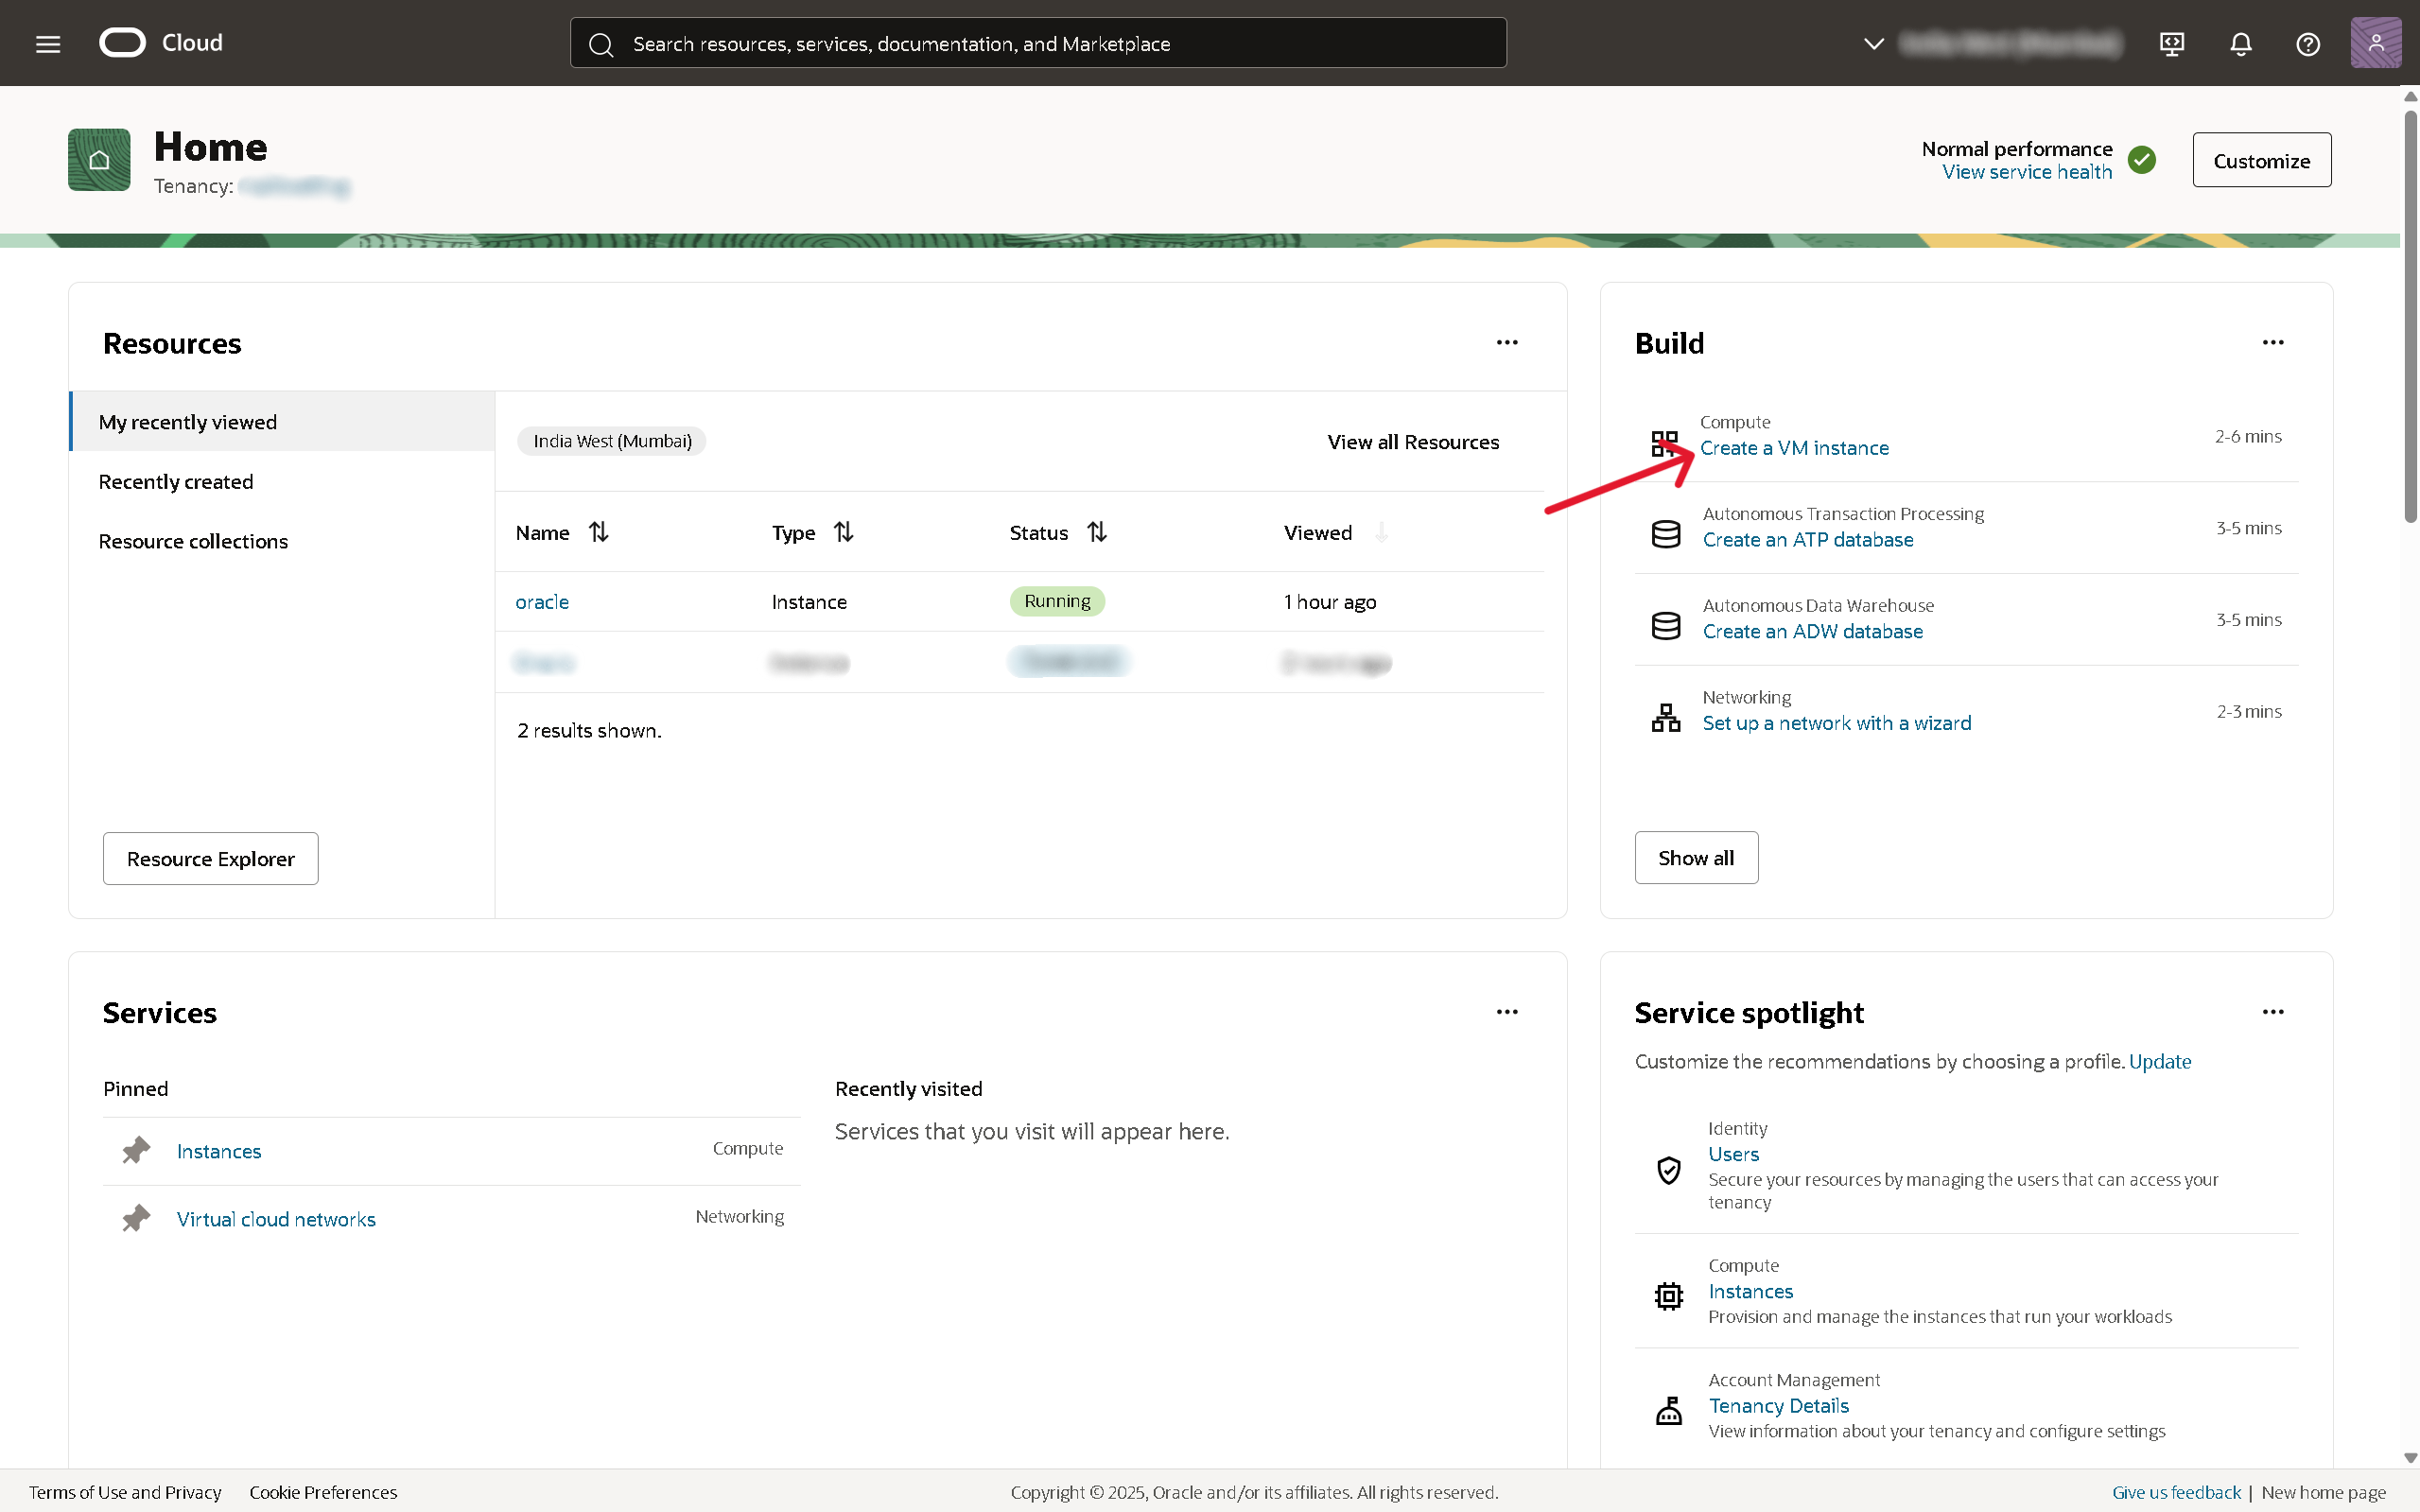 Cloud
Search resources, services, documentation, and Marketplace
Home
Tenancy:
Normal performance
View service health
Customize
Resources
My recently viewed
Recently created
Resource collections
Resource Explorer
India West (Mumbai)
View all Resources
Name Type Status Viewed
oracle Instance Running 1 hour ago
2 results shown.
Build
Compute
Create a VM instance
2-6 mins
Autonomous Transaction Processing
Create an ATP database
3-5 mins
Autonomous Data Warehouse
Create an ADW database
3-5 mins
Networking
Set up a network with a wizard
2-3 mins
Show all
Services
Pinned
Instances Compute
Virtual cloud networks Networking
Recently visited
Services that you visit will appear here.
Service spotlight
Customize the recommendations by choosing a profile. Update
Identity
Users
Secure your resources by managing the users that can access your
tenancy
Compute
Instances
Provision and manage the instances that run your workloads
Account Management
Tenancy Details
View information about your tenancy and configure settings
Terms of Use and Privacy Cookie Preferences
Copyright © 2025, Oracle and/or its affiliates. All rights reserved.
Give us feedback | New home page